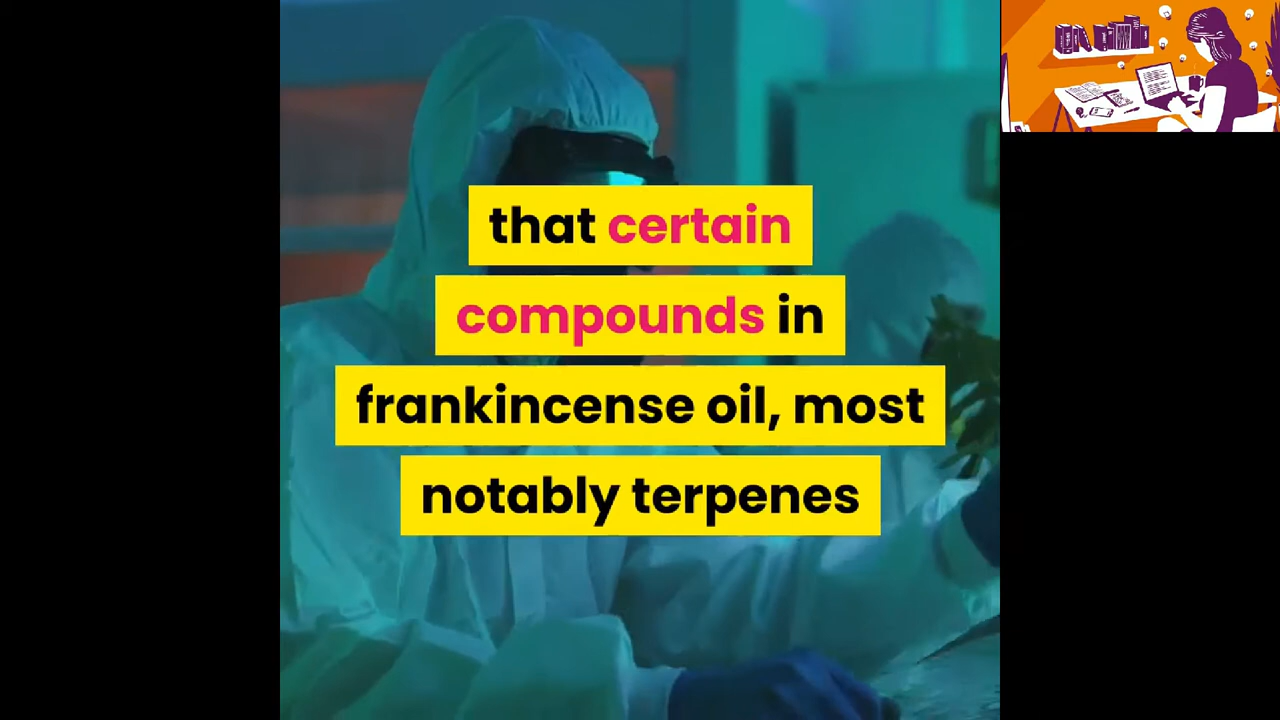 that certain
compounds in
frankincense oil, most
notably terpenes